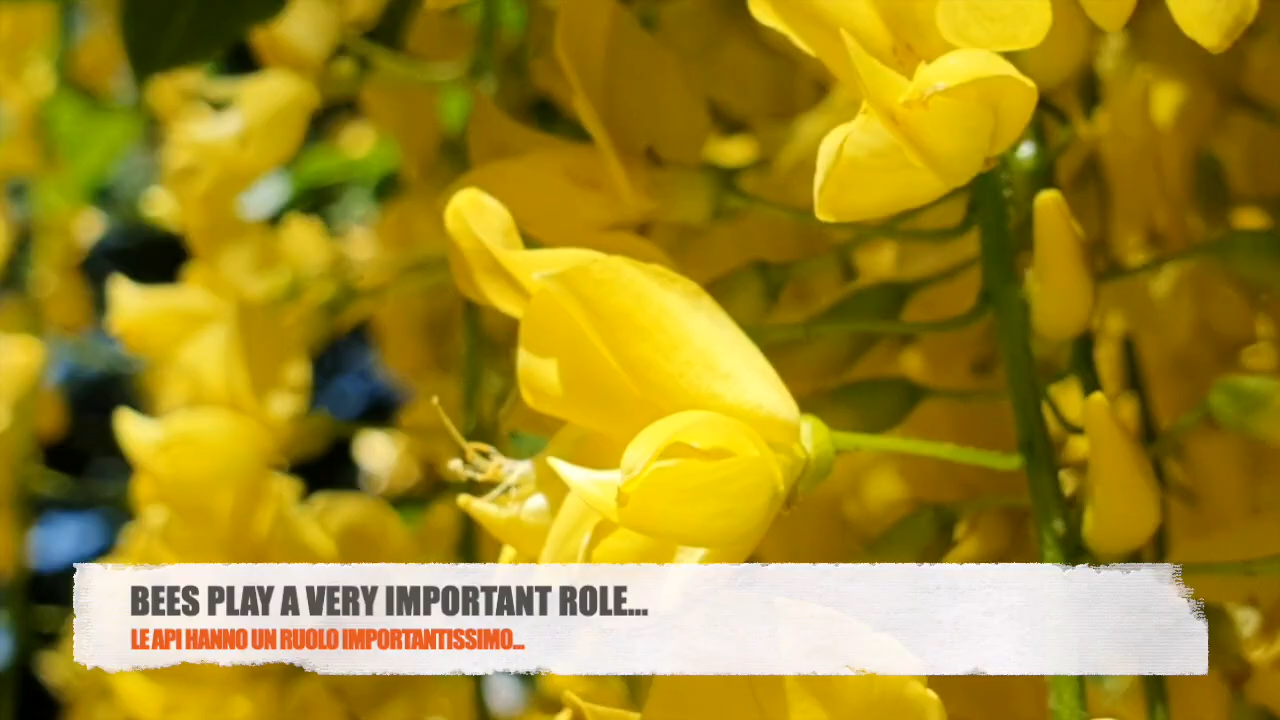 BEES PLAY A VERY IMPORTANT ROLE...
LE API HANNO UN RUOLO IMPORTANTISSIMO...